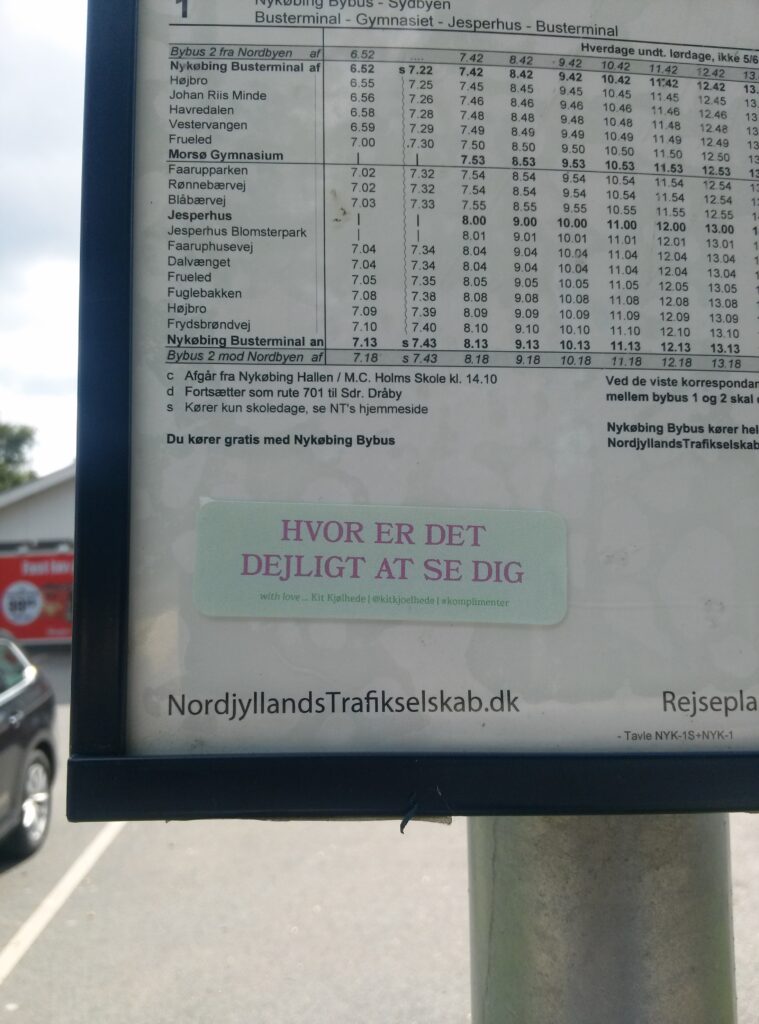 1
Nykøbing Bybus - Sydbyen
Busterminal - Gymnasiet - Jesperhus - Busterminal
Hverdage undt. lørdage, ikke 5/6
Bybus 2 fra Nordbyen af 6.52 .... 7.42 8.42 9.42 10.42 11.42 12.42 13.
Nykøbing Busterminal af 6.52 s 7.22 7.42 8.42 9.42 10.42 11.42 12.42 13.
Højbro 6.55 7.25 7.45 8.45 9.45 10.45 11.45 12.45 13.
Johan Riis Minde 6.56 7.26 7.46 8.46 9.46 10.46 11.46 12.46 13.
Havredalen 6.58 7.28 7.48 8.48 9.48 10.48 11.48 12.48 13.
Vestervangen 6.59 7.29 7.49 8.49 9.49 10.49 11.49 12.49 13.
Frueled 7.00 7.30 7.50 8.50 9.50 10.50 11.50 12.50 13.
Morsø Gymnasium | | 7.53 8.53 9.53 10.53 11.53 12.53 13.
Faarupparken 7.02 7.32 7.54 8.54 9.54 10.54 11.54 12.54 13.
Rønnebærvej 7.02 7.32 7.54 8.54 9.54 10.54 11.54 12.54
Blåbærvej 7.03 7.33 7.55 8.55 9.55 10.55 11.55 12.55
Jesperhus | | 8.00 9.00 10.00 11.00 12.00 13.00
Jesperhus Blomsterpark | | 8.01 9.01 10.01 11.01 12.01 13.01
Faaruphusevej 7.04 7.34 8.04 9.04 10.04 11.04 12.04 13.04
Dalvænget 7.04 7.34 8.04 9.04 10.04 11.04 12.04 13.04
Frueled 7.05 7.35 8.05 9.05 10.05 11.05 12.05 13.05
Fuglebakken 7.08 7.38 8.08 9.08 10.08 11.08 12.08 13.08
Højbro 7.09 7.39 8.09 9.09 10.09 11.09 12.09 13.09
Frydsbrøndvej 7.10 7.40 8.10 9.10 10.10 11.10 12.10 13.10
Nykøbing Busterminal an 7.13 s 7.43 8.13 9.13 10.13 11.13 12.13 13.13
Bybus 2 mod Nordbyen af 7.18 s 7.43 8.18 9.18 10.18 11.18 12.18 13.18
c Afgår fra Nykøbing Hallen / M.C. Holms Skole kl. 14.10
d Fortsætter som rute 701 til Sdr. Dråby
s Kører kun skoledage, se NT's hjemmeside
Ved de viste korrespondan
mellem bybus 1 og 2 skal
Du kører gratis med Nykøbing Bybus
Nykøbing Bybus kører hel
NordjyllandsTrafikselskab
HVOR ER DET
DEJLIGT AT SE DIG
with love ... Kit Kjølhede | @kitkjoelhede | #komplimenter
NordjyllandsTrafikselskab.dk
Rejsepla
- Tavle NYK-1S+NYK-1